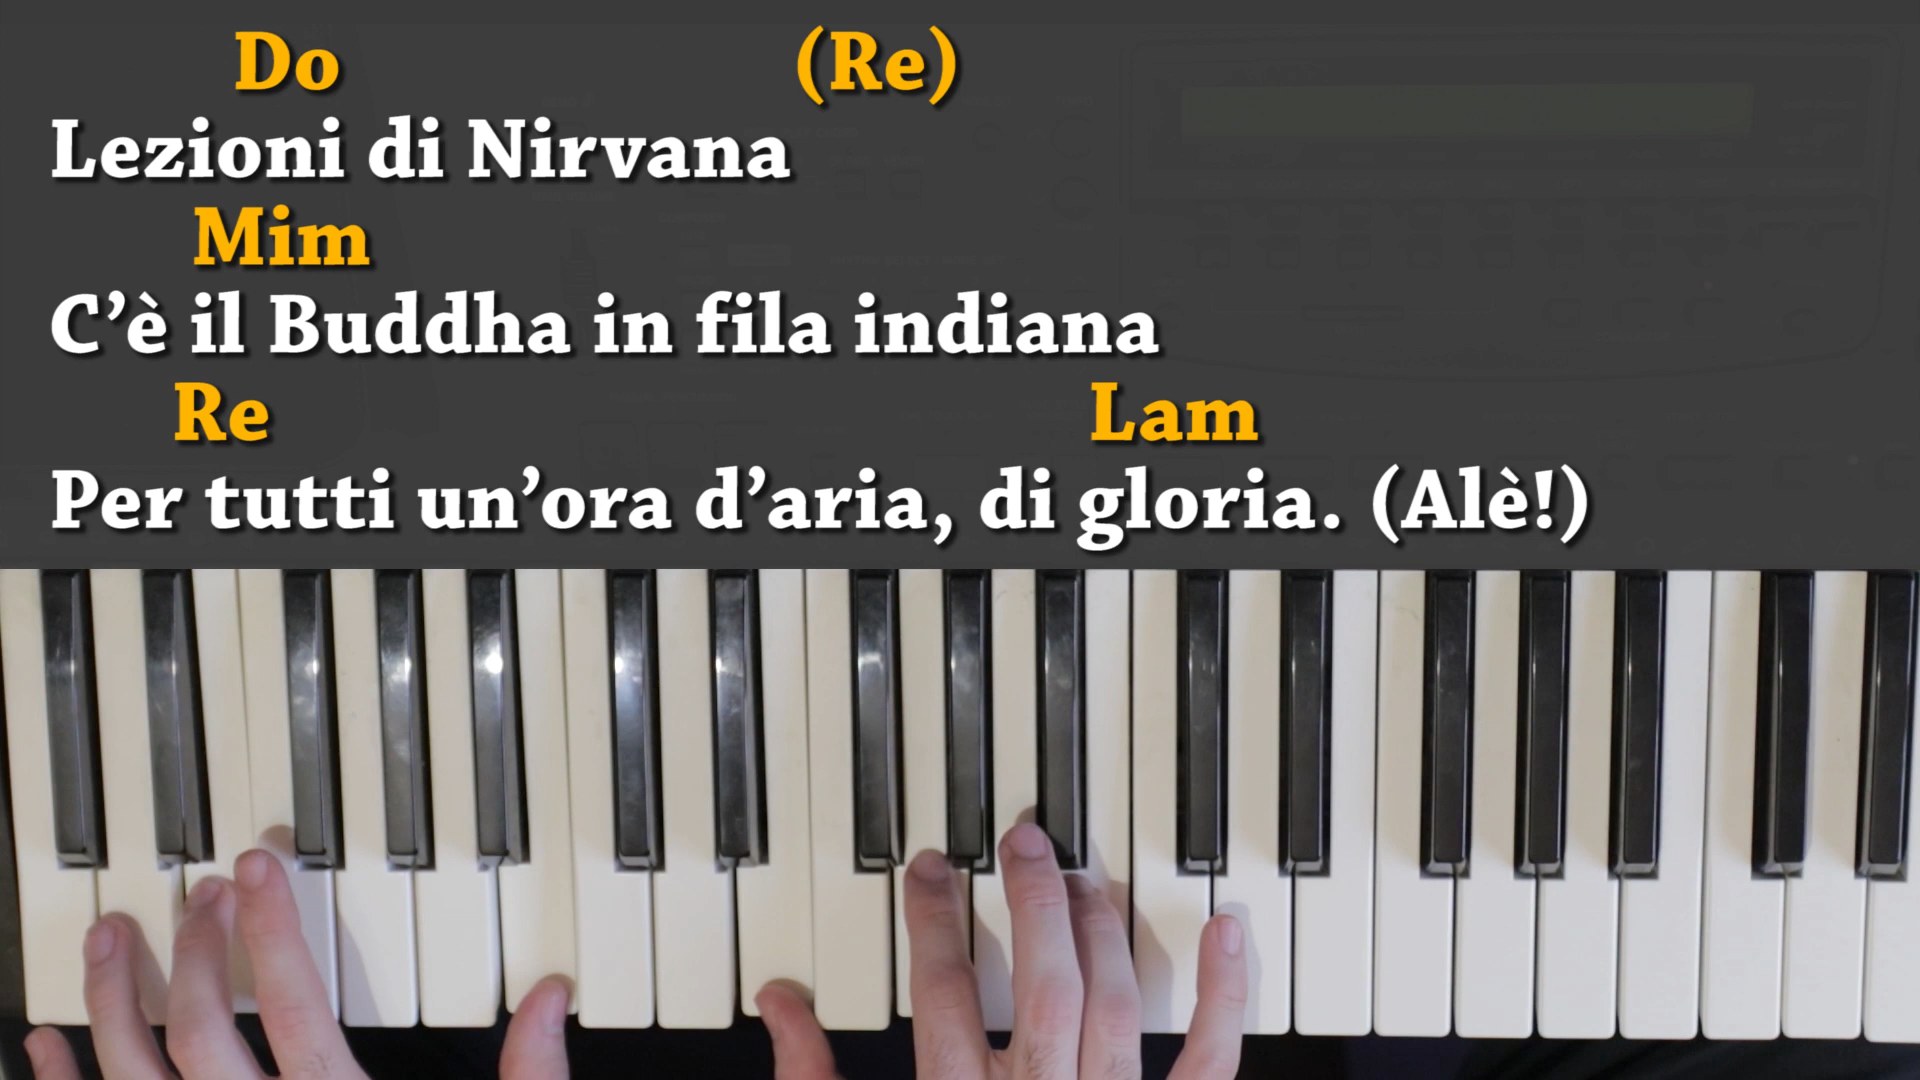 Do (Re)
Lezioni di Nirvana
Mim
C’è il Buddha in fila indiana
Re Lam
Per tutti un’ora d’aria, di gloria. (Alè!)